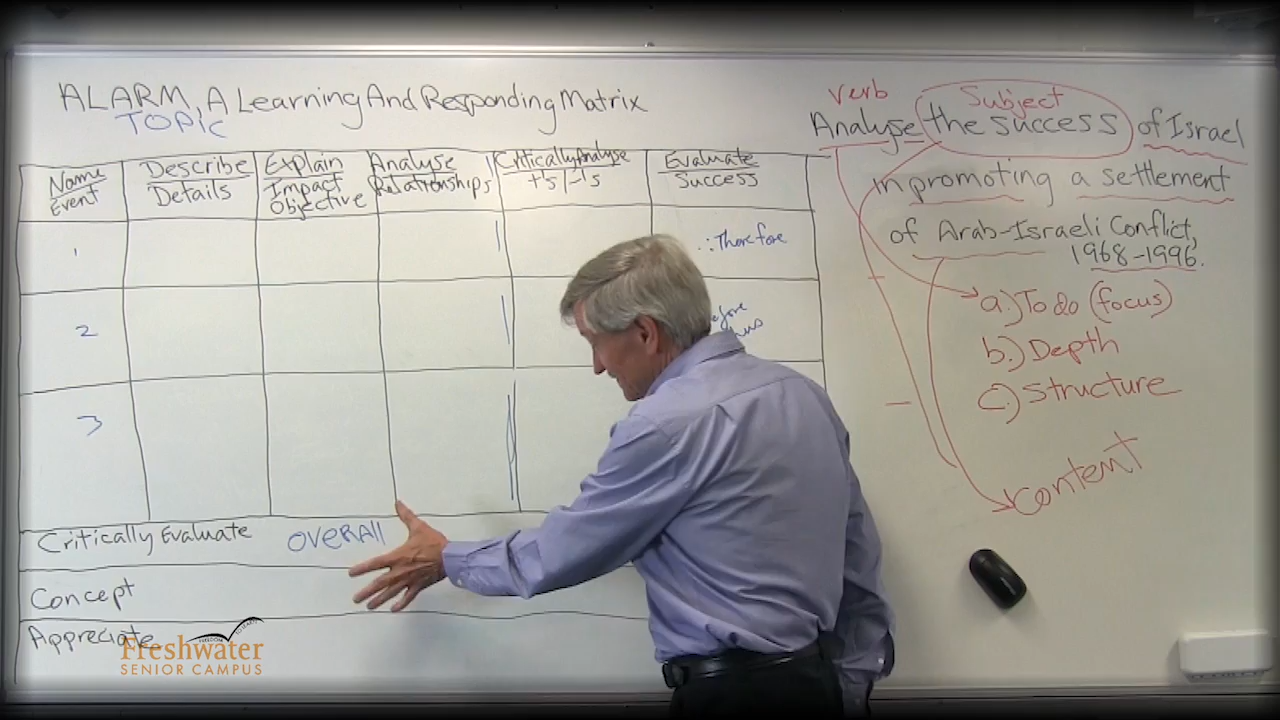 ALARM, A Learning And Responding Matrix
TOPIC
Name
Event
Describe
Details
Explain
Impact
Objective
Analyse
Relationships
Critically Analyse
+'s | -'s
Evaluate
Success
1
∴ Therefore
2
3
Critically Evaluate OVERALL
Concept
Appreciate
verb
Subject
Analyse the success of Israel
in promoting a settlement
of Arab-Israeli Conflict,
1968-1996.
a.) To do (focus)
b.) Depth
c.) Structure
content
Freshwater
SENIOR CAMPUS